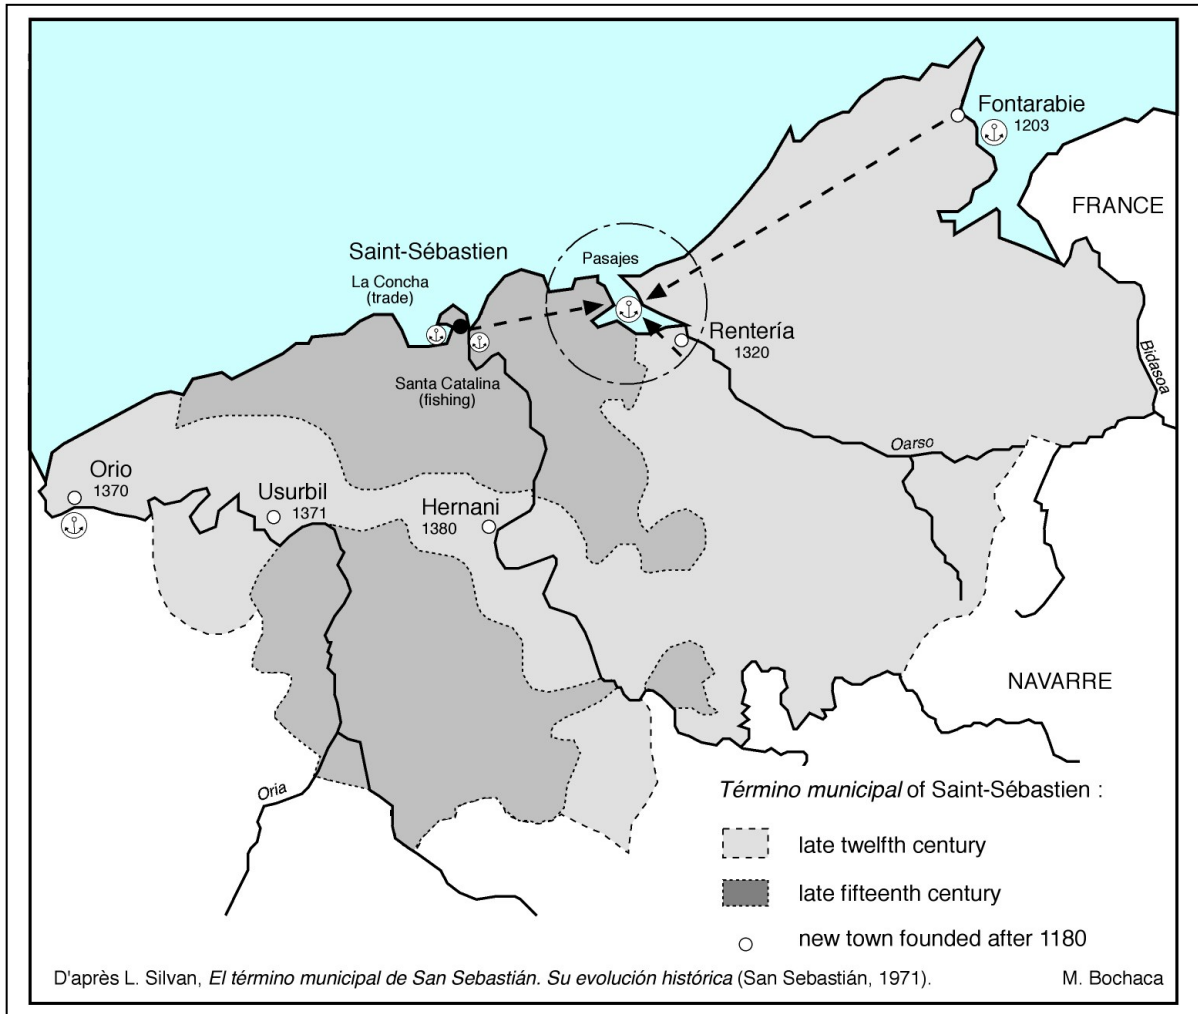 Fontarabie
1203
FRANCE
Saint-Sébastien
La Concha
(trade)
Pasajes
Rentería
1320
Santa Catalina
(fishing)
Bidasoa
Oarso
Orio
1370
Usurbil
1371
Hernani
1380
NAVARRE
Oria
Término municipal of Saint-Sébastien :
late twelfth century
late fifteenth century
new town founded after 1180
D'après L. Silvan, El término municipal de San Sebastián. Su evolución histórica (San Sebastián, 1971).
M. Bochaca